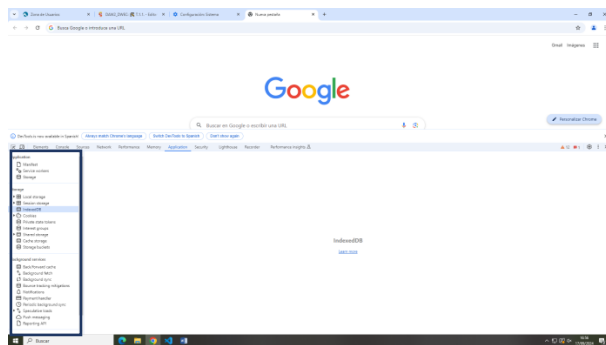 Nueva pestaña
Busca Google o introduce una URL
Gmail Imágenes
Google
Buscar en Google o escribir una URL
Personalizar Chrome
DevTools is now available in Spanish Always match Chrome's language Switch DevTools to Spanish Don't show again
Elements Console Sources Network Performance Memory Application Security Lighthouse Recorder Performance insights
Application
Manifest
Service workers
Storage
Storage
Local storage
Session storage
IndexedDB
Cookies
Private state tokens
Interest groups
Shared storage
Cache storage
Storage buckets
IndexedDB
Learn more
Background services
Back/forward cache
Background fetch
Background sync
Bounce tracking mitigations
Notifications
Payment handler
Periodic background sync
Speculative loads
Push messaging
Reporting API
Buscar